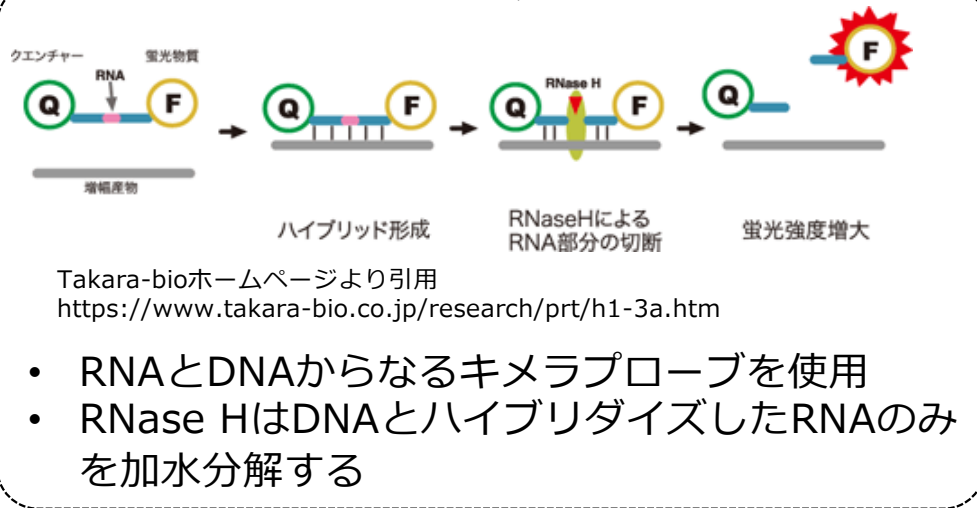 クエンチャー
蛍光物質
RNA
Q
F
増幅産物
Q
F
ハイブリッド形成
RNase H
Q
F
RNaseHによる
RNA部分の切断
Q
F
蛍光強度増大
Takara-bioホームページより引用
https://www.takara-bio.co.jp/research/prt/h1-3a.htm
• RNAとDNAからなるキメラプローブを使用
• RNase HはDNAとハイブリダイズしたRNAのみ
を加水分解する